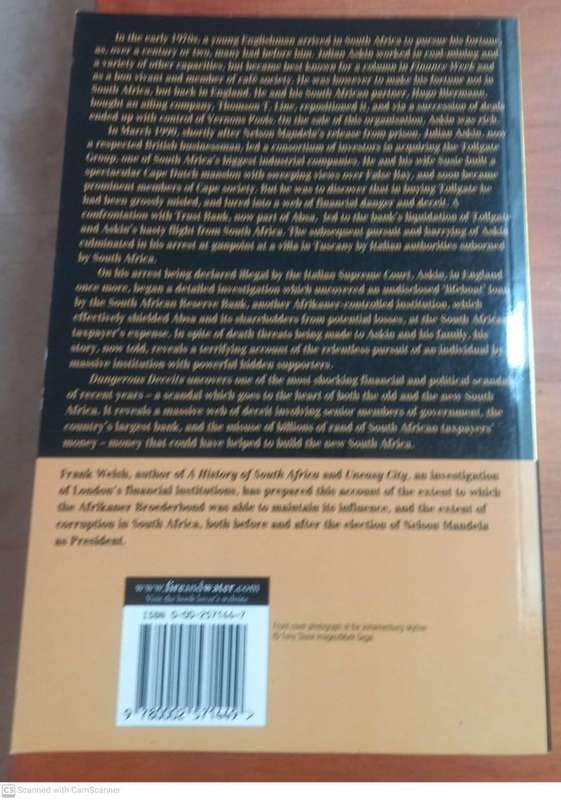 In the early 1970s, a young Englishman arrived in South Africa to pursue his fortune,
as, over a century or two, many had before him. Julian Askin worked in coal-mining and
a variety of other capacities, but became best known for a column in Finance Week and
as a bon vivant and member of café society. He was however to make his fortune not in
South Africa, but back in England. He and his South African partner, Hugo Biermann,
bought an ailing company, Thomson T. Line, repositioned it, and via a succession of deals
ended up with control of Vernons Pools. On the sale of this organisation, Askin was rich.
In March 1990, shortly after Nelson Mandela's release from prison, Julian Askin, now
a respected British businessman, led a consortium of investors in acquiring the Tollgate
Group, one of South Africa's biggest industrial companies. He and his wife Susie built a
spectacular Cape Dutch mansion with sweeping views over False Bay, and soon became
prominent members of Cape society. But he was to discover that in buying Tollgate he
had been grossly misled, and lured into a web of financial danger and deceit. A
confrontation with Trust Bank, now part of Absa, led to the bank's liquidation of Tollgate
and Askin's hasty flight from South Africa. The subsequent pursuit and harrying of Askin
culminated in his arrest at gunpoint at a villa in Tuscany by Italian authorities suborned
by South Africa.
On his arrest being declared illegal by the Italian Supreme Court, Askin, in England
once more, began a detailed investigation which uncovered an undisclosed 'lifeboat' loan
by the South African Reserve Bank, another Afrikaner-controlled institution, which
effectively shielded Absa and its shareholders from potential losses, at the South African
taxpayer's expense. In spite of death threats being made to Askin and his family, his
story, now told, reveals a terrifying account of the relentless pursuit of an individual by
massive institution with powerful hidden supporters.
Dangerous Deceits uncovers one of the most shocking financial and political scandals
of recent years – a scandal which goes to the heart of both the old and the new South
Africa. It reveals a massive web of deceit involving senior members of government, the
country's largest bank, and the misuse of billions of rand of South African taxpayers'
money – money that could have helped to build the new South Africa.
Frank Welsh, author of A History of South Africa and Uneasy City, an investigation
of London's financial institutions, has prepared this account of the extent to which
the Afrikaner Broederbond was able to maintain its influence, and the extent of
corruption in South Africa, both before and after the election of Nelson Mandela
as President.
www.fireandwater.com
Visit the book lover's website
ISBN 0-00-257144-7
Front cover photograph of the Johannesburg skyline
© Tony Stone Images/Mark Segal
9 780002 571449 >
CS Scanned with CamScanner